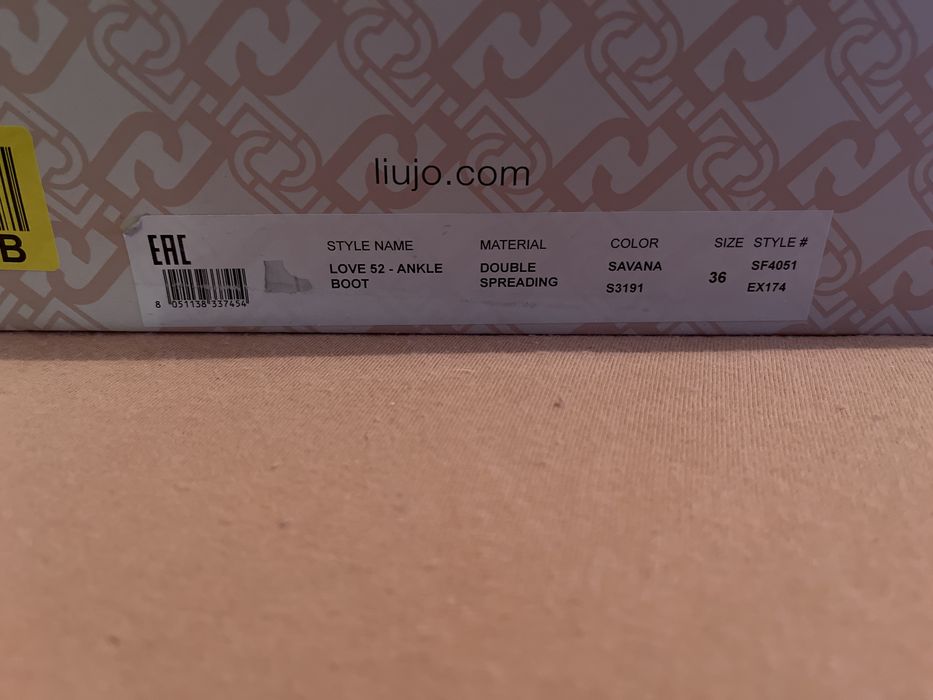 liujo.com
B
EAC
8 051138 337454
STYLE NAME
LOVE 52 - ANKLE
BOOT
MATERIAL
DOUBLE
SPREADING
COLOR
SAVANA
S3191
SIZE
36
STYLE #
SF4051
EX174